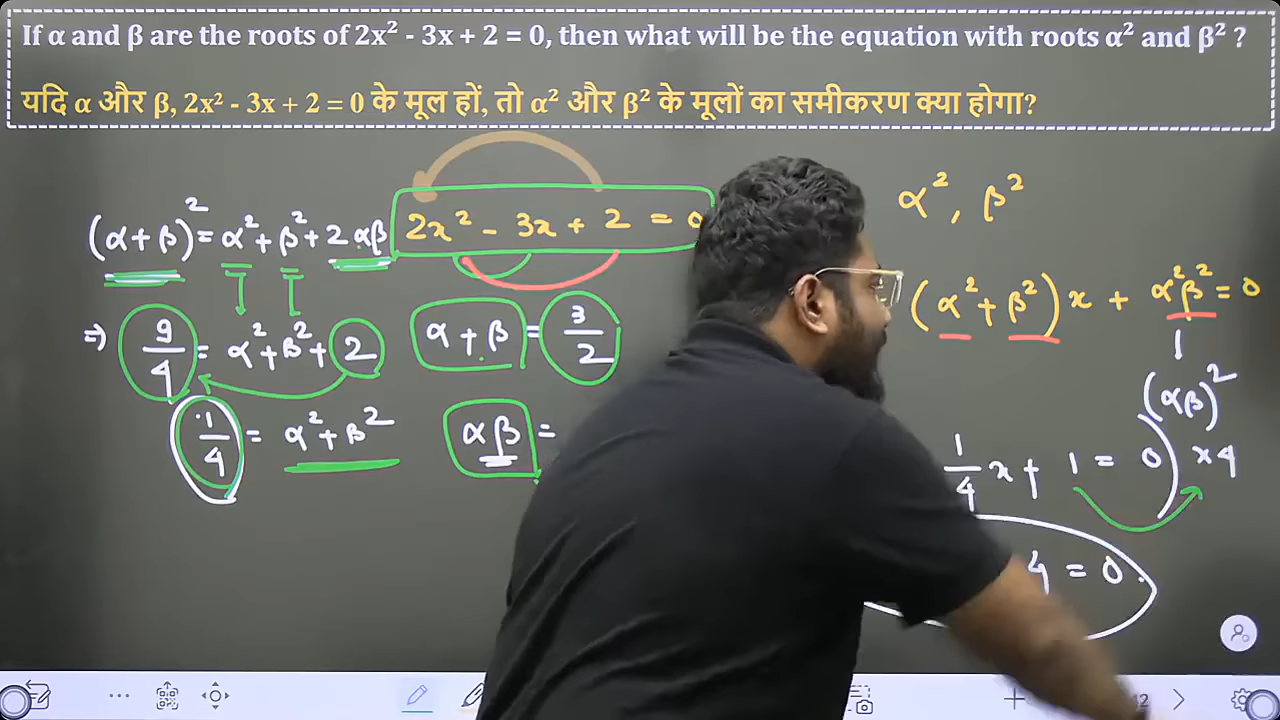 If α and β are the roots of 2x² - 3x + 2 = 0, then what will be the equation with roots α² and β² ?
यदि α और β, 2x² - 3x + 2 = 0 के मूल हों, तो α² और β² के मूलों का समीकरण क्या होगा?
α², β²
(α + β)² = α² + β² + 2αβ
2x² - 3x + 2 = 0
(α² + β²)x + α²β² = 0
⇒ 9/4 = α² + β² + 2
α + β = 3/2
(αβ)²
1/4 = α² + β²
αβ =
1/4 x + 1 = 0) × 4
4 = 0